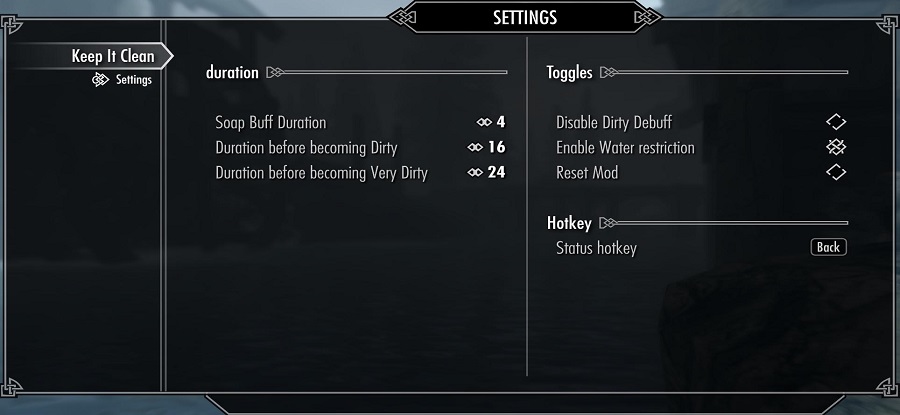 SETTINGS
Keep It Clean
Settings
duration
Soap Buff Duration 4
Duration before becoming Dirty 16
Duration before becoming Very Dirty 24
Toggles
Disable Dirty Debuff
Enable Water restriction
Reset Mod
Hotkey
Status hotkey Back